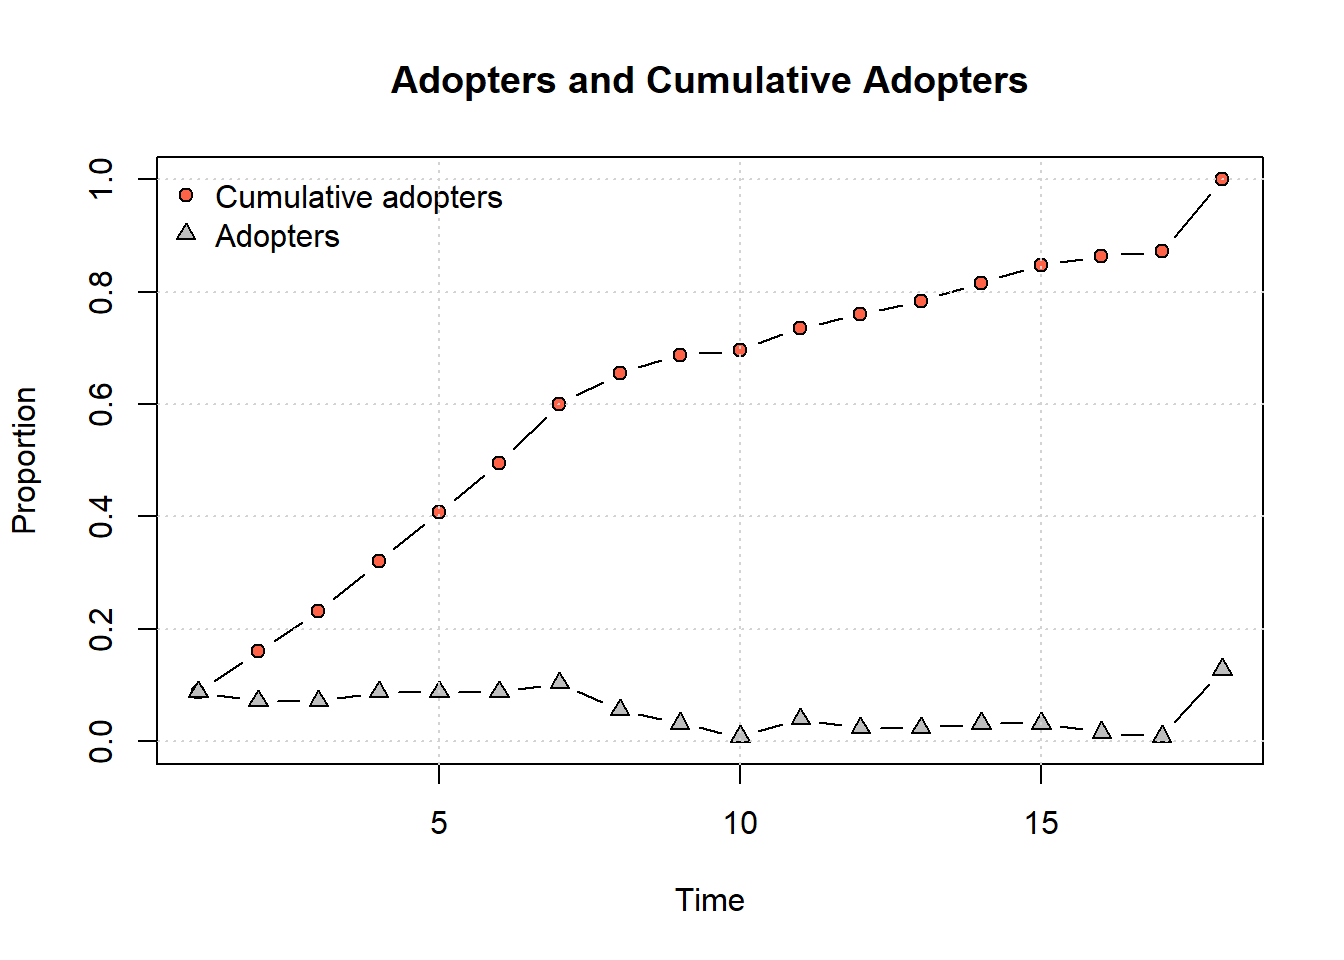 Adopters and Cumulative Adopters
Cumulative adopters
Adopters
Proportion
1.0
0.8
0.6
0.4
0.2
0.0
5 10 15
Time